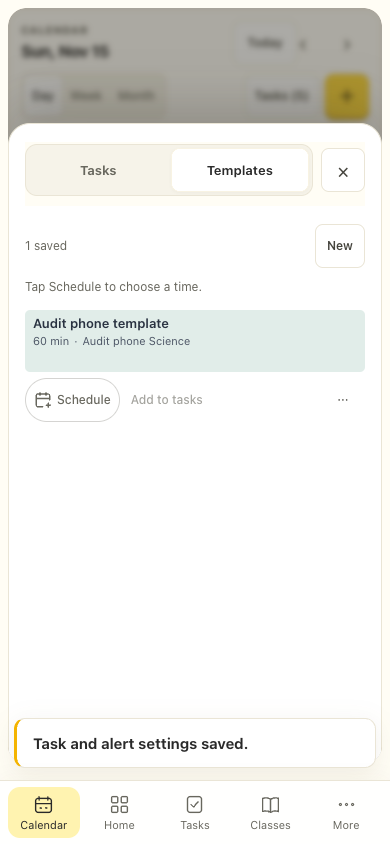 CALENDAR
Sun, Nov 15
Today
Day Week Month
Tasks (5)
Tasks Templates
1 saved
New
Tap Schedule to choose a time.
Audit phone template
60 min · Audit phone Science
Schedule Add to tasks ...
Task and alert settings saved.
Calendar Home Tasks Classes More